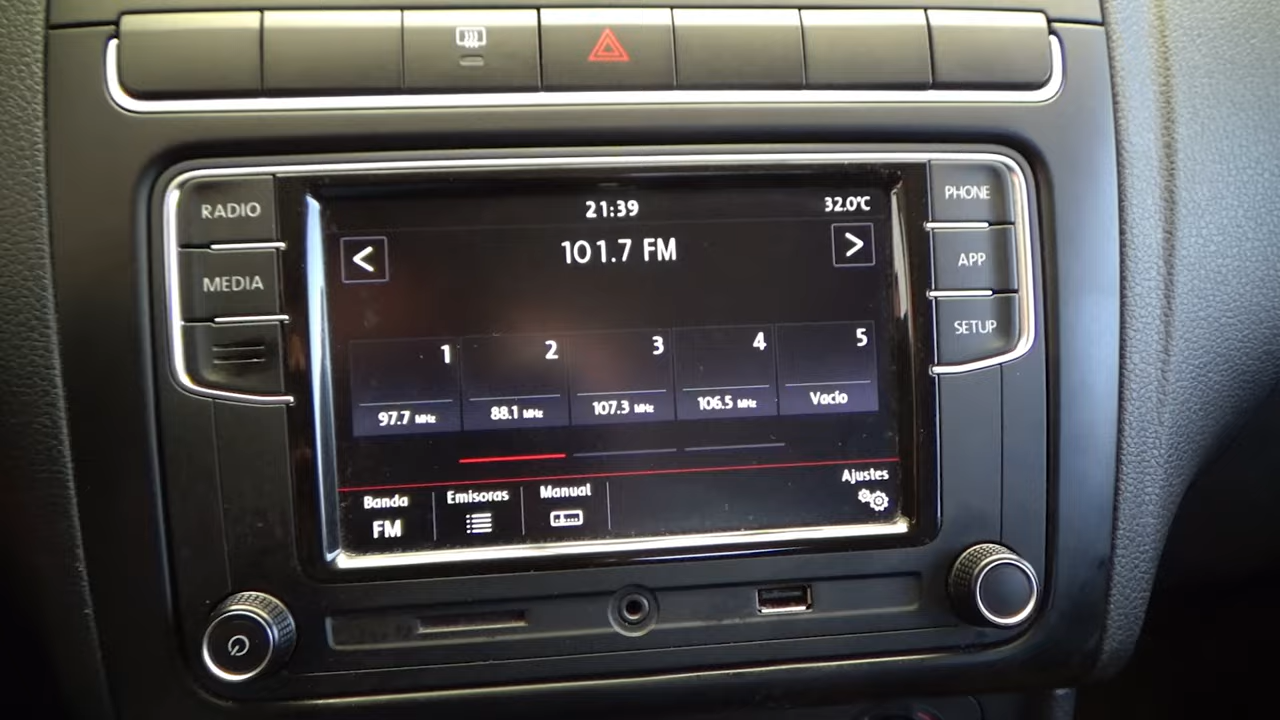 RADIO
MEDIA
PHONE
APP
SETUP
21:39
32.0°C
<
101.7 FM
>
1
2
3
4
5
97.7 MHz
88.1 MHz
107.3 MHz
106.5 MHz
Vacío
Banda
FM
Emisoras
Manual
Ajustes